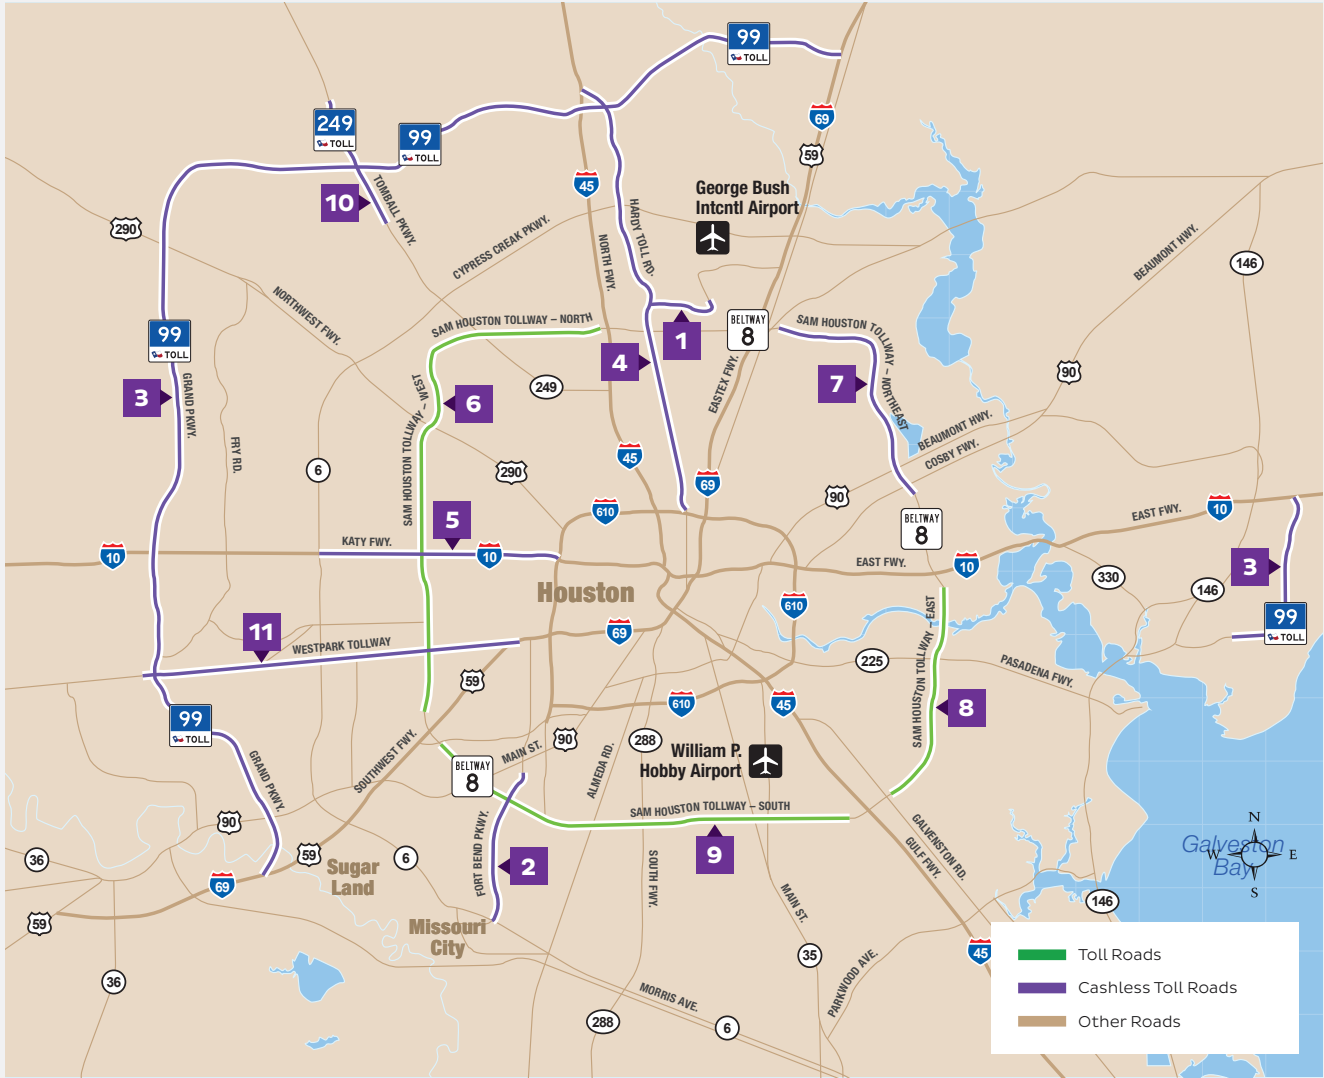 99
TOLL
69
249
TOLL
99
TOLL
59
45
George Bush
Intcntl Airport
10
TOMBALL PKWY.
HARDY TOLL RD.
290
CYPRESS CREAK PKWY.
NORTH FWY.
BEAUMONT HWY.
146
NORTHWEST FWY.
SAM HOUSTON TOLLWAY – NORTH
1
BELTWAY
8
SAM HOUSTON TOLLWAY – NORTHEAST
99
TOLL
4
7
90
3
GRAND PKWY.
249
EASTEX FWY.
SAM HOUSTON TOLLWAY – WEST
6
BEAUMONT HWY.
COSBY FWY.
FRY RD.
6
290
45
69
90
610
5
KATY FWY.
10
10
BELTWAY
8
EAST FWY.
10
EAST FWY.
10
3
330
146
Houston
610
99
TOLL
11
WESTPARK TOLLWAY
69
SAM HOUSTON TOLLWAY – EAST
225
PASADENA FWY.
59
610
45
8
99
TOLL
SOUTHWEST FWY.
MAIN ST.
90
288
William P.
Hobby Airport
ALMEDA RD.
GRAND PKWY.
BELTWAY
8
SAM HOUSTON TOLLWAY – SOUTH
90
59
36
Sugar
Land
6
FORT BEND PKWY.
2
9
GALVENSTON RD.
GULF FWY.
Galveston
Bay
N
W
E
S
69
SOUTH FWY.
MAIN ST.
146
59
Missouri
City
35
45
36
MORRIS AVE.
PARKWOOD AVE.
288
6
Toll Roads
Cashless Toll Roads
Other Roads